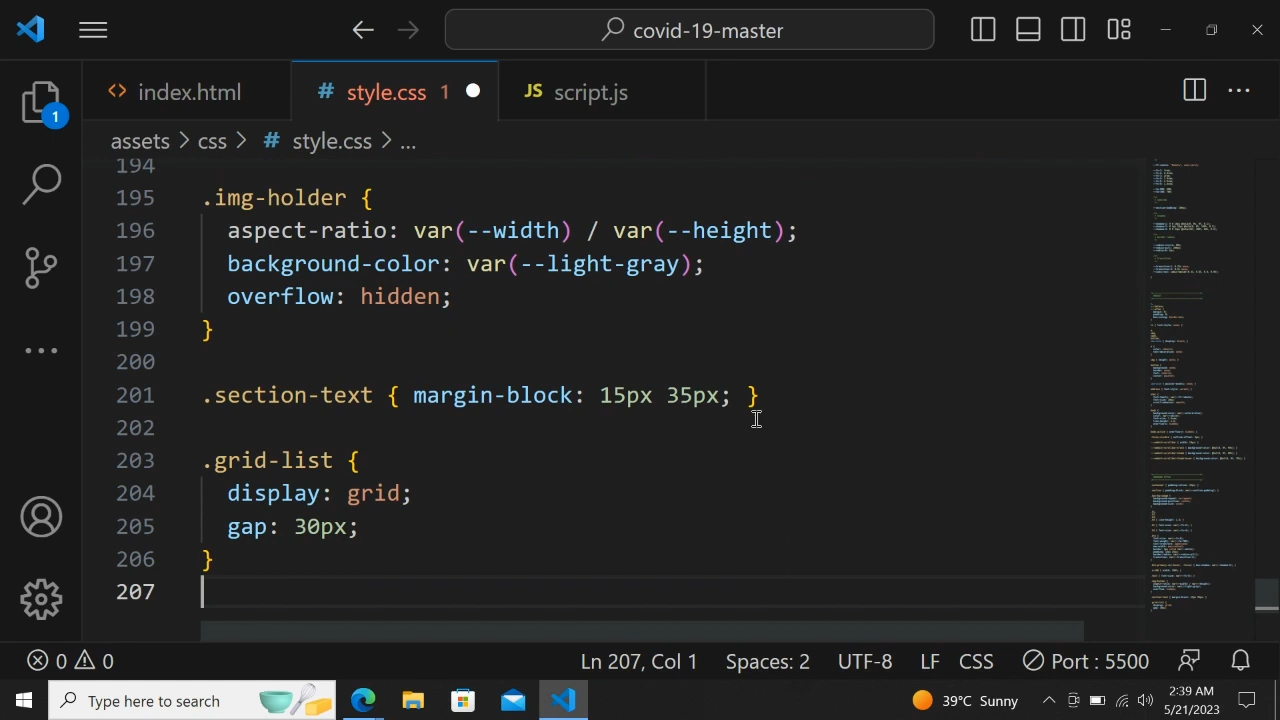 covid-19-master
index.html
style.css 1
JS script.js
assets > css > # style.css > ...
1
194
195 .img-holder {
196 aspect-ratio: var(--width) / var(--height);
197 background-color: var(--light-gray);
198 overflow: hidden;
199 }
200
201 .section-text { margin-block: 15px 35px; }
202
203 .grid-list {
204 display: grid;
205 gap: 30px;
206 }
207
0 0 Ln 207, Col 1 Spaces: 2 UTF-8 LF CSS Port : 5500
Type here to search 39°C Sunny 2:39 AM
5/21/2023